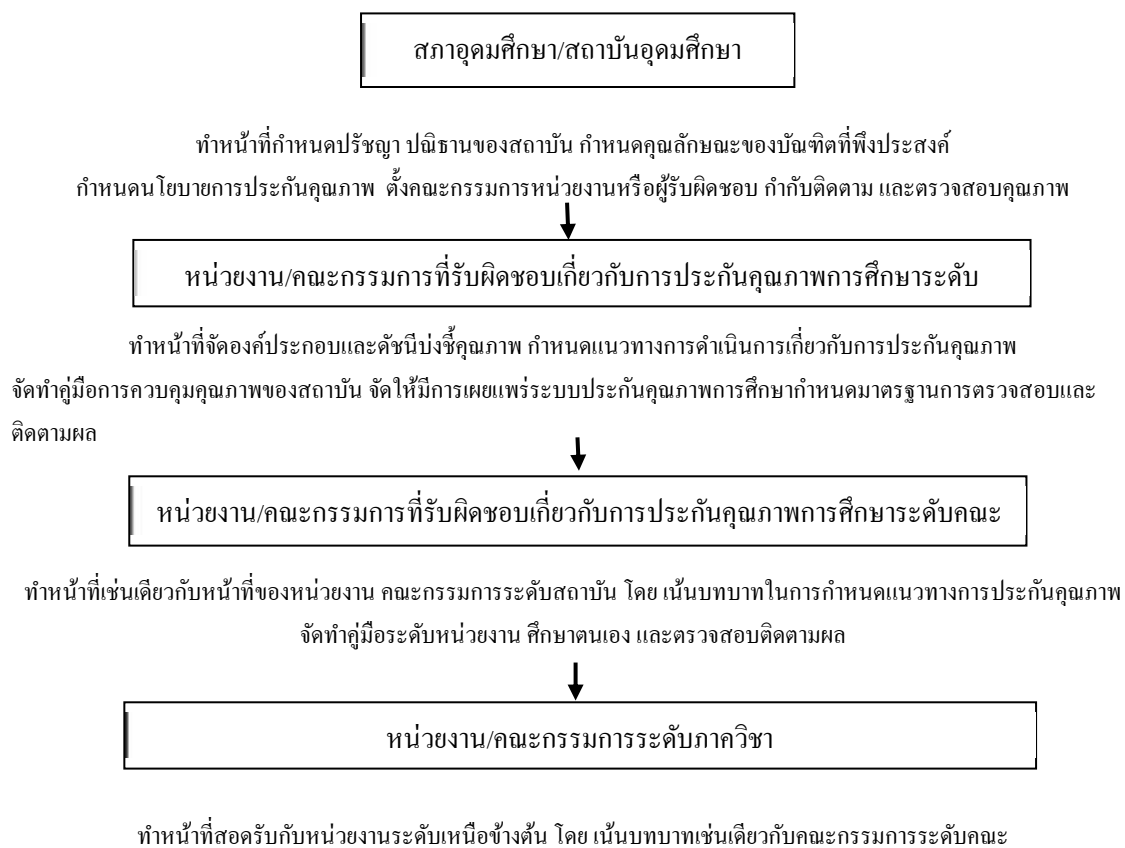 สภาอุดมศึกษา/สถาบันอุดมศึกษา
ทำหน้าที่กำหนดปรัชญา ปณิธานของสถาบัน กำหนดคุณลักษณะของบัณฑิตที่พึงประสงค์
กำหนดนโยบายการประกันคุณภาพ ตั้งคณะกรรมการหน่วยงานหรือผู้รับผิดชอบ กำกับติดตาม และตรวจสอบคุณภาพ
หน่วยงาน/คณะกรรมการที่รับผิดชอบเกี่ยวกับการประกันคุณภาพการศึกษาระดับ
ทำหน้าที่จัดองค์ประกอบและดัชนีบ่งชี้คุณภาพ กำหนดแนวทางการดำเนินการเกี่ยวกับการประกันคุณภาพ
จัดทำคู่มือการควบคุมคุณภาพของสถาบัน จัดให้มีการเผยแพร่ระบบประกันคุณภาพการศึกษากำหนดมาตรฐานการตรวจสอบและ
ติดตามผล
หน่วยงาน/คณะกรรมการที่รับผิดชอบเกี่ยวกับการประกันคุณภาพการศึกษาระดับคณะ
ทำหน้าที่เช่นเดียวกับหน้าที่ของหน่วยงาน คณะกรรมการระดับสถาบัน โดย เน้นบทบาทในการกำหนดแนวทางการประกันคุณภาพ
จัดทำคู่มือระดับหน่วยงาน ศึกษาตนเอง และตรวจสอบติดตามผล
หน่วยงาน/คณะกรรมการระดับภาควิชา
ทำหน้าที่สอดรับกับหน่วยงานระดับเหนือข้างต้น โดย เน้นบทบาทเช่นเดียวกับคณะกรรมการระดับคณะ